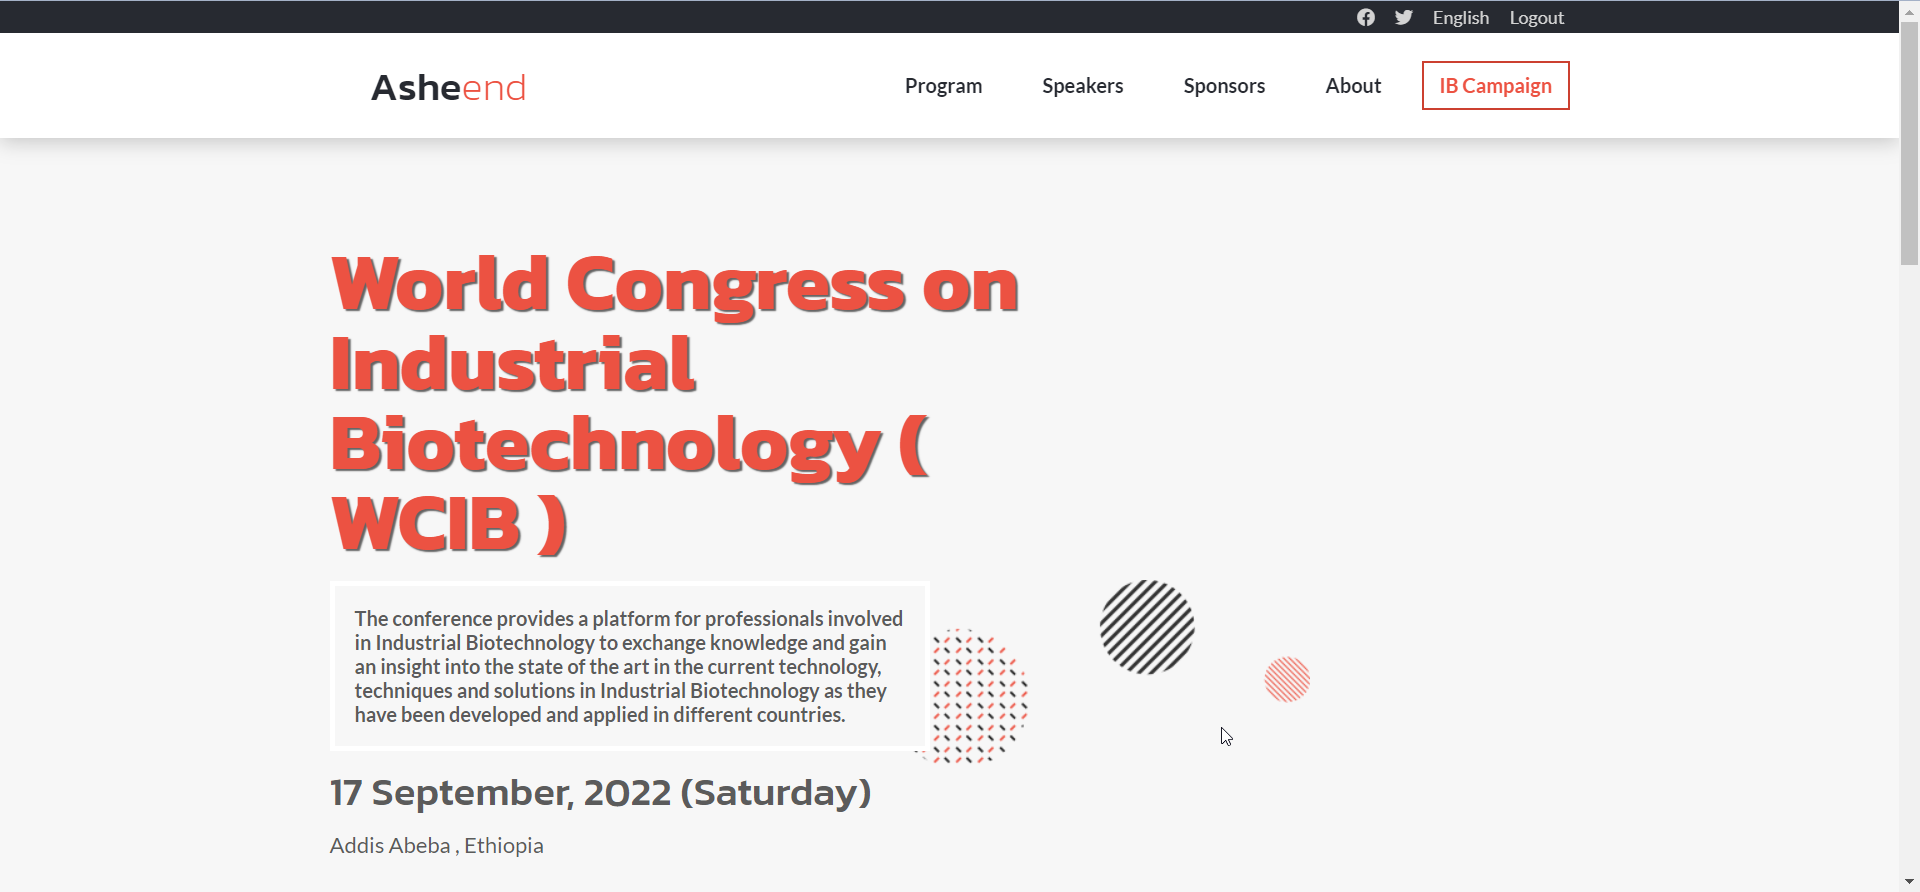 English Logout
Asheend
Program Speakers Sponsors About IB Campaign
World Congress on
Industrial
Biotechnology (
WCIB )
The conference provides a platform for professionals involved
in Industrial Biotechnology to exchange knowledge and gain
an insight into the state of the art in the current technology,
techniques and solutions in Industrial Biotechnology as they
have been developed and applied in different countries.
17 September, 2022 (Saturday)
Addis Abeba , Ethiopia